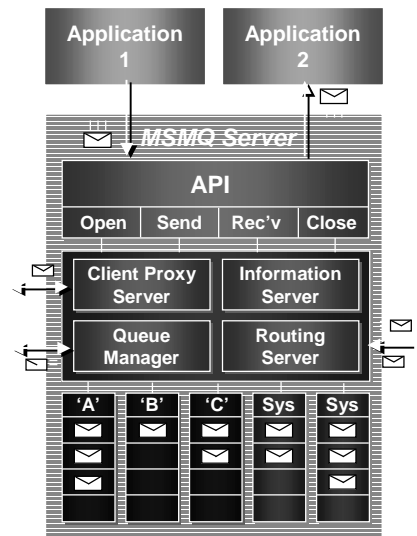 Application
1
Application
2
MSMQ Server
API
Open Send Rec'v Close
Client Proxy
Server
Information
Server
Queue
Manager
Routing
Server
‘A’ ‘B’ ‘C’ Sys Sys